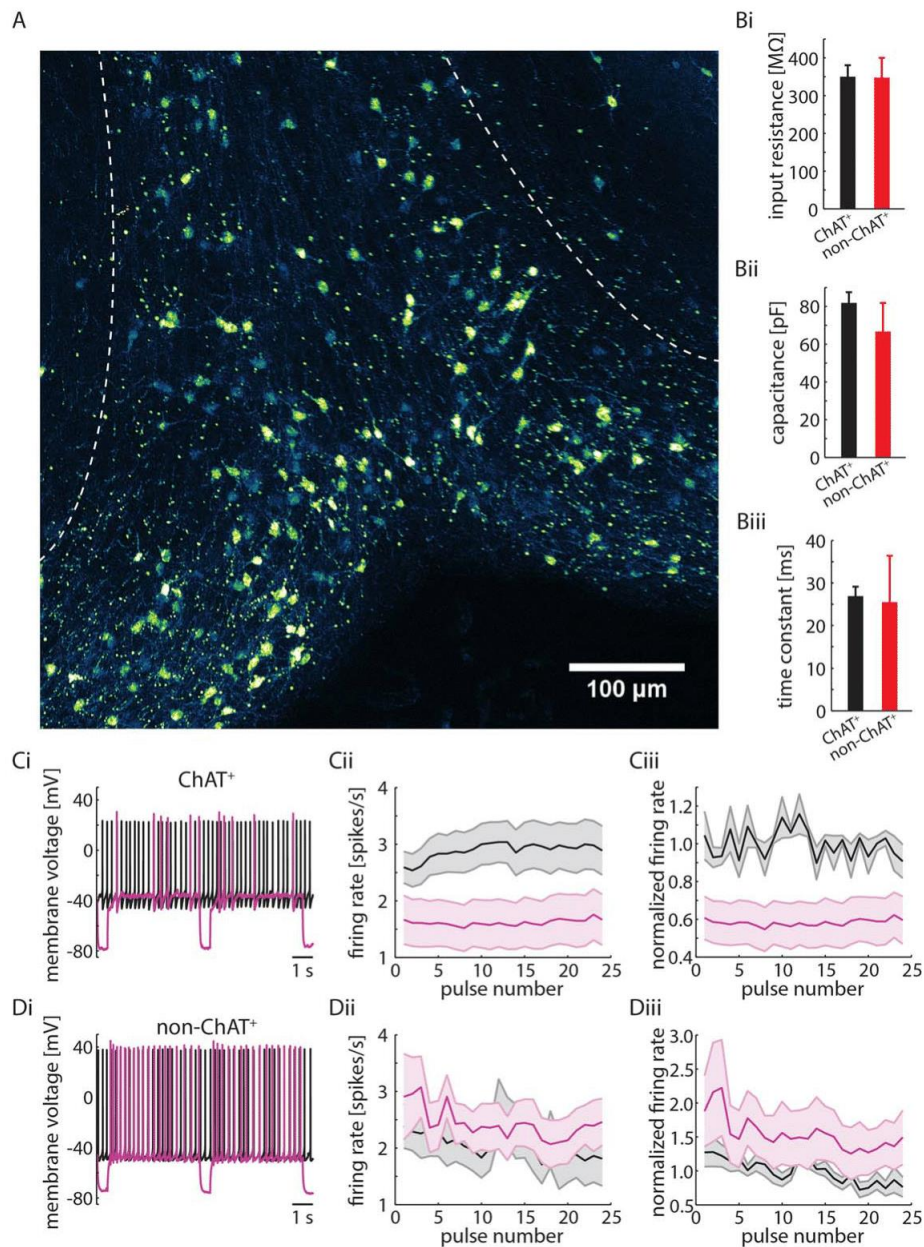 A
100 µm
Bi
input resistance [MΩ]
400
300
200
100
0
ChAT⁺
non-ChAT⁺
Bii
capacitance [pF]
80
60
40
20
0
ChAT⁺
non-ChAT⁺
Biii
time constant [ms]
40
30
20
10
0
ChAT⁺
non-ChAT⁺
Ci
ChAT⁺
membrane voltage [mV]
40
0
-40
-80
1 s
Cii
firing rate [spikes/s]
4
3
2
1
0 5 10 15 20 25
pulse number
Ciii
normalized firing rate
1.2
1.0
0.8
0.6
0.4
0 5 10 15 20 25
pulse number
Di
non-ChAT⁺
membrane voltage [mV]
40
0
-40
-80
1 s
Dii
firing rate [spikes/s]
4
3
2
1
0 5 10 15 20 25
pulse number
Diii
normalized firing rate
3.0
2.5
2.0
1.5
1.0
0.5
0 5 10 15 20 25
pulse number